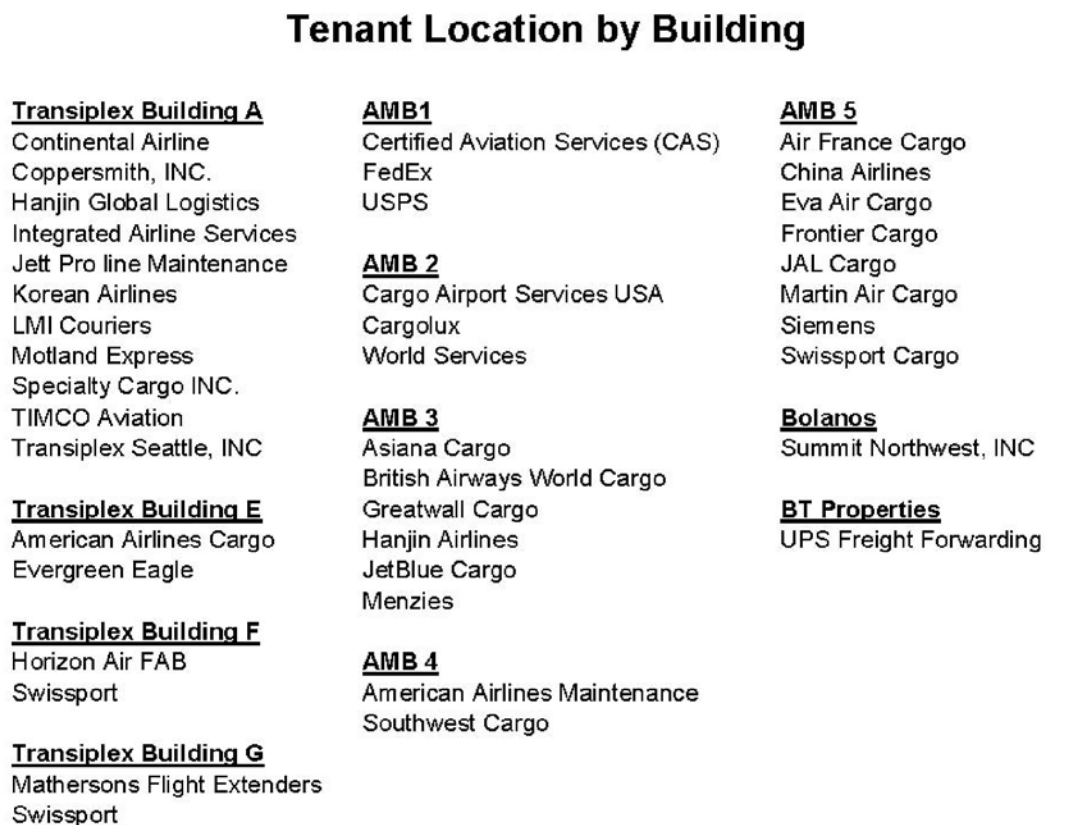 Tenant Location by Building
Transiplex Building A
Continental Airline
Coppersmith, INC.
Hanjin Global Logistics
Integrated Airline Services
Jett Pro line Maintenance
Korean Airlines
LMI Couriers
Motland Express
Specialty Cargo INC.
TIMCO Aviation
Transiplex Seattle, INC
Transiplex Building E
American Airlines Cargo
Evergreen Eagle
Transiplex Building F
Horizon Air FAB
Swissport
Transiplex Building G
Mathersons Flight Extenders
Swissport
AMB1
Certified Aviation Services (CAS)
FedEx
USPS
AMB 2
Cargo Airport Services USA
Cargolux
World Services
AMB 3
Asiana Cargo
British Airways World Cargo
Greatwall Cargo
Hanjin Airlines
JetBlue Cargo
Menzies
AMB 4
American Airlines Maintenance
Southwest Cargo
AMB 5
Air France Cargo
China Airlines
Eva Air Cargo
Frontier Cargo
JAL Cargo
Martin Air Cargo
Siemens
Swissport Cargo
Bolanos
Summit Northwest, INC
BT Properties
UPS Freight Forwarding